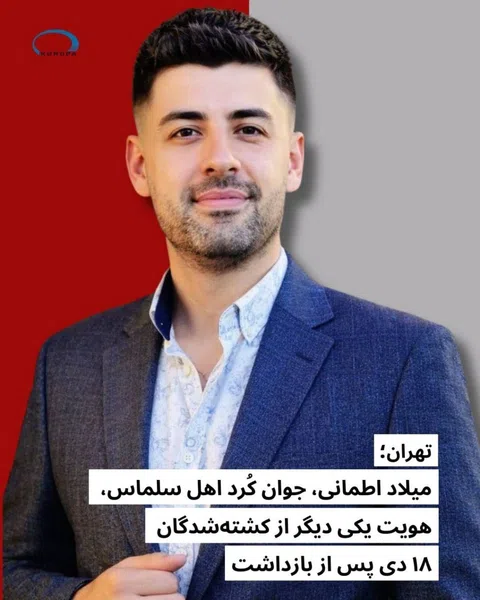 تهران؛
میلاد اطمانی، جوان کُرد اهل سلماس،
هویت یکی دیگر از کشته‌شدگان
۱۸ دی پس از بازداشت